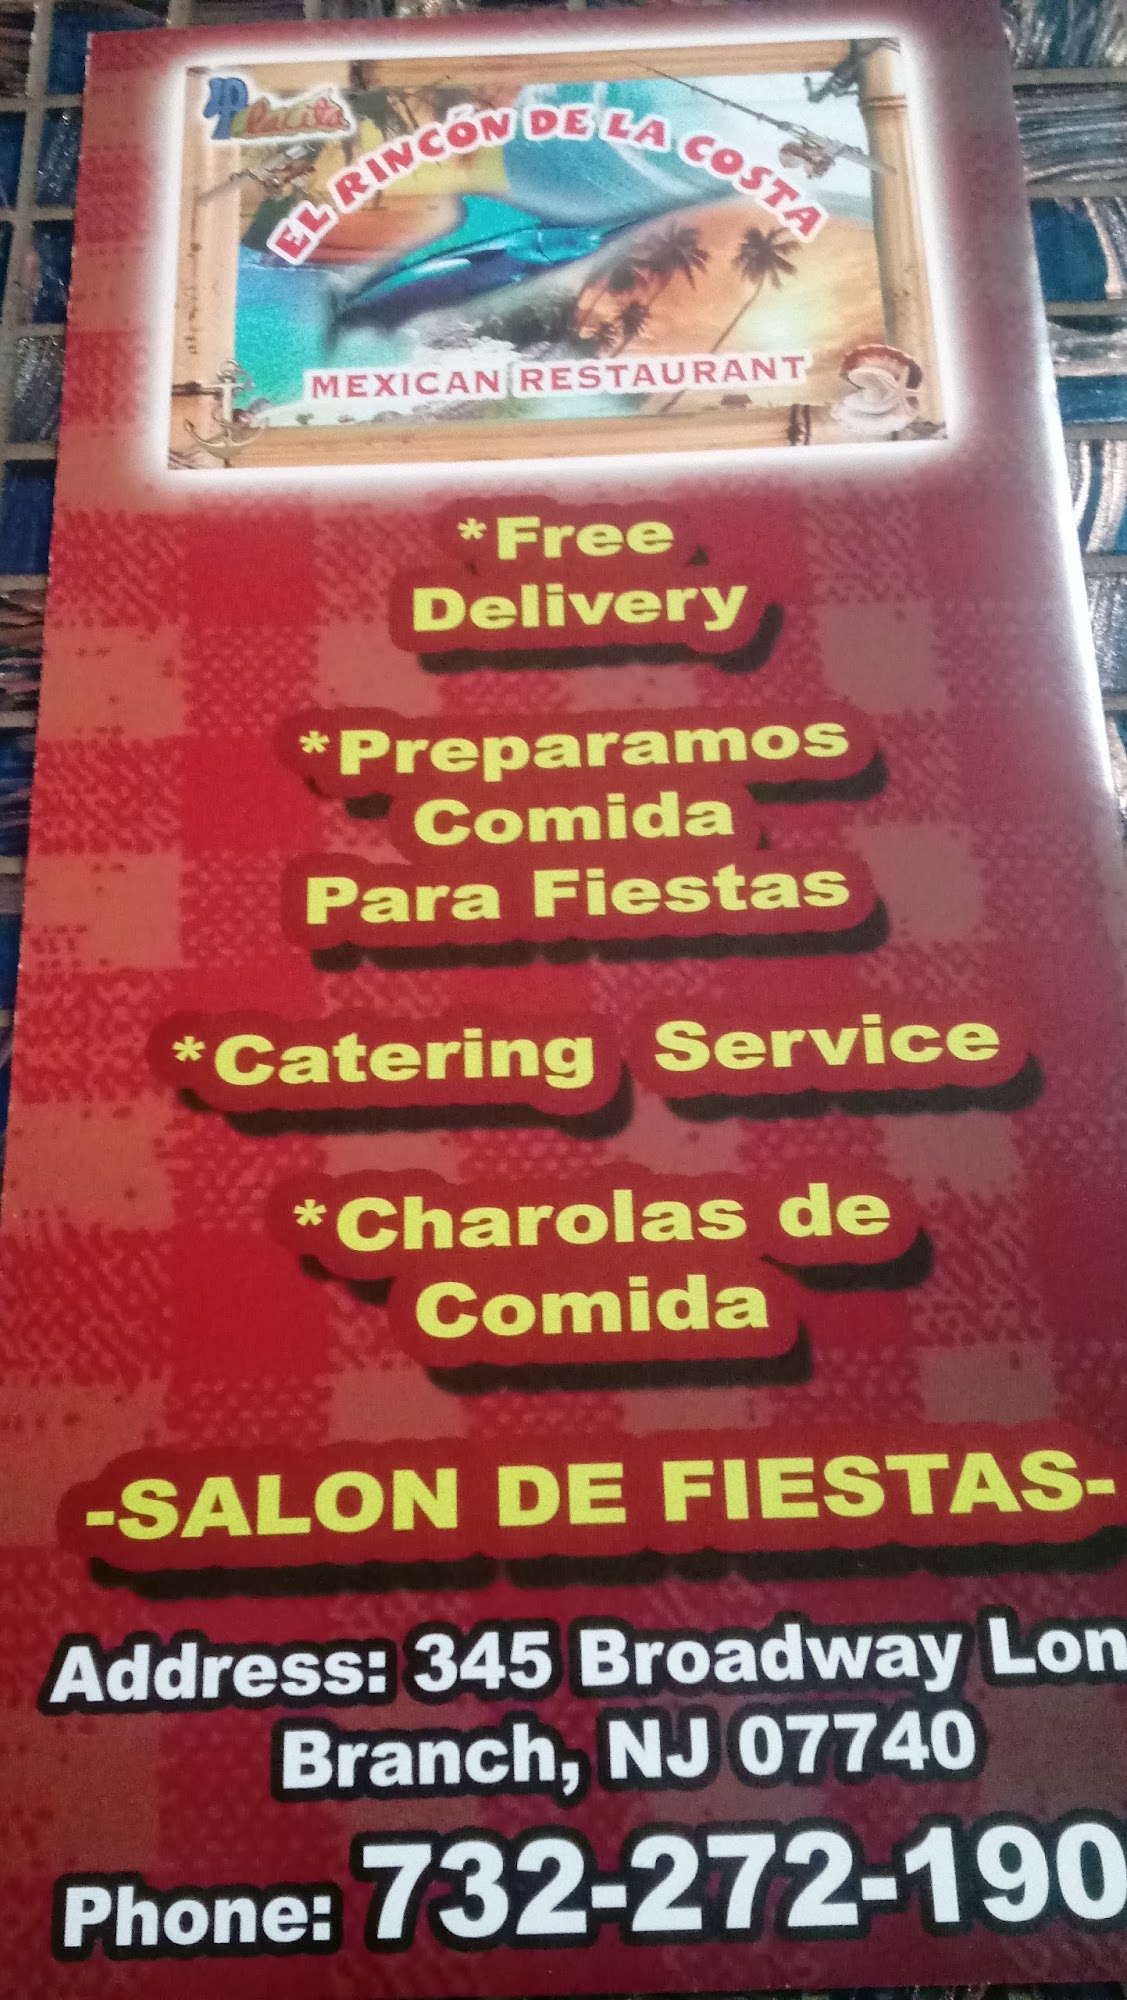 Placita
EL RINCÓN DE LA COSTA
MEXICAN RESTAURANT
*Free
Delivery
*Preparamos
Comida
Para Fiestas
*Catering Service
*Charolas de
Comida
-SALON DE FIESTAS-
Address: 345 Broadway Lon
Branch, NJ 07740
Phone: 732-272-190